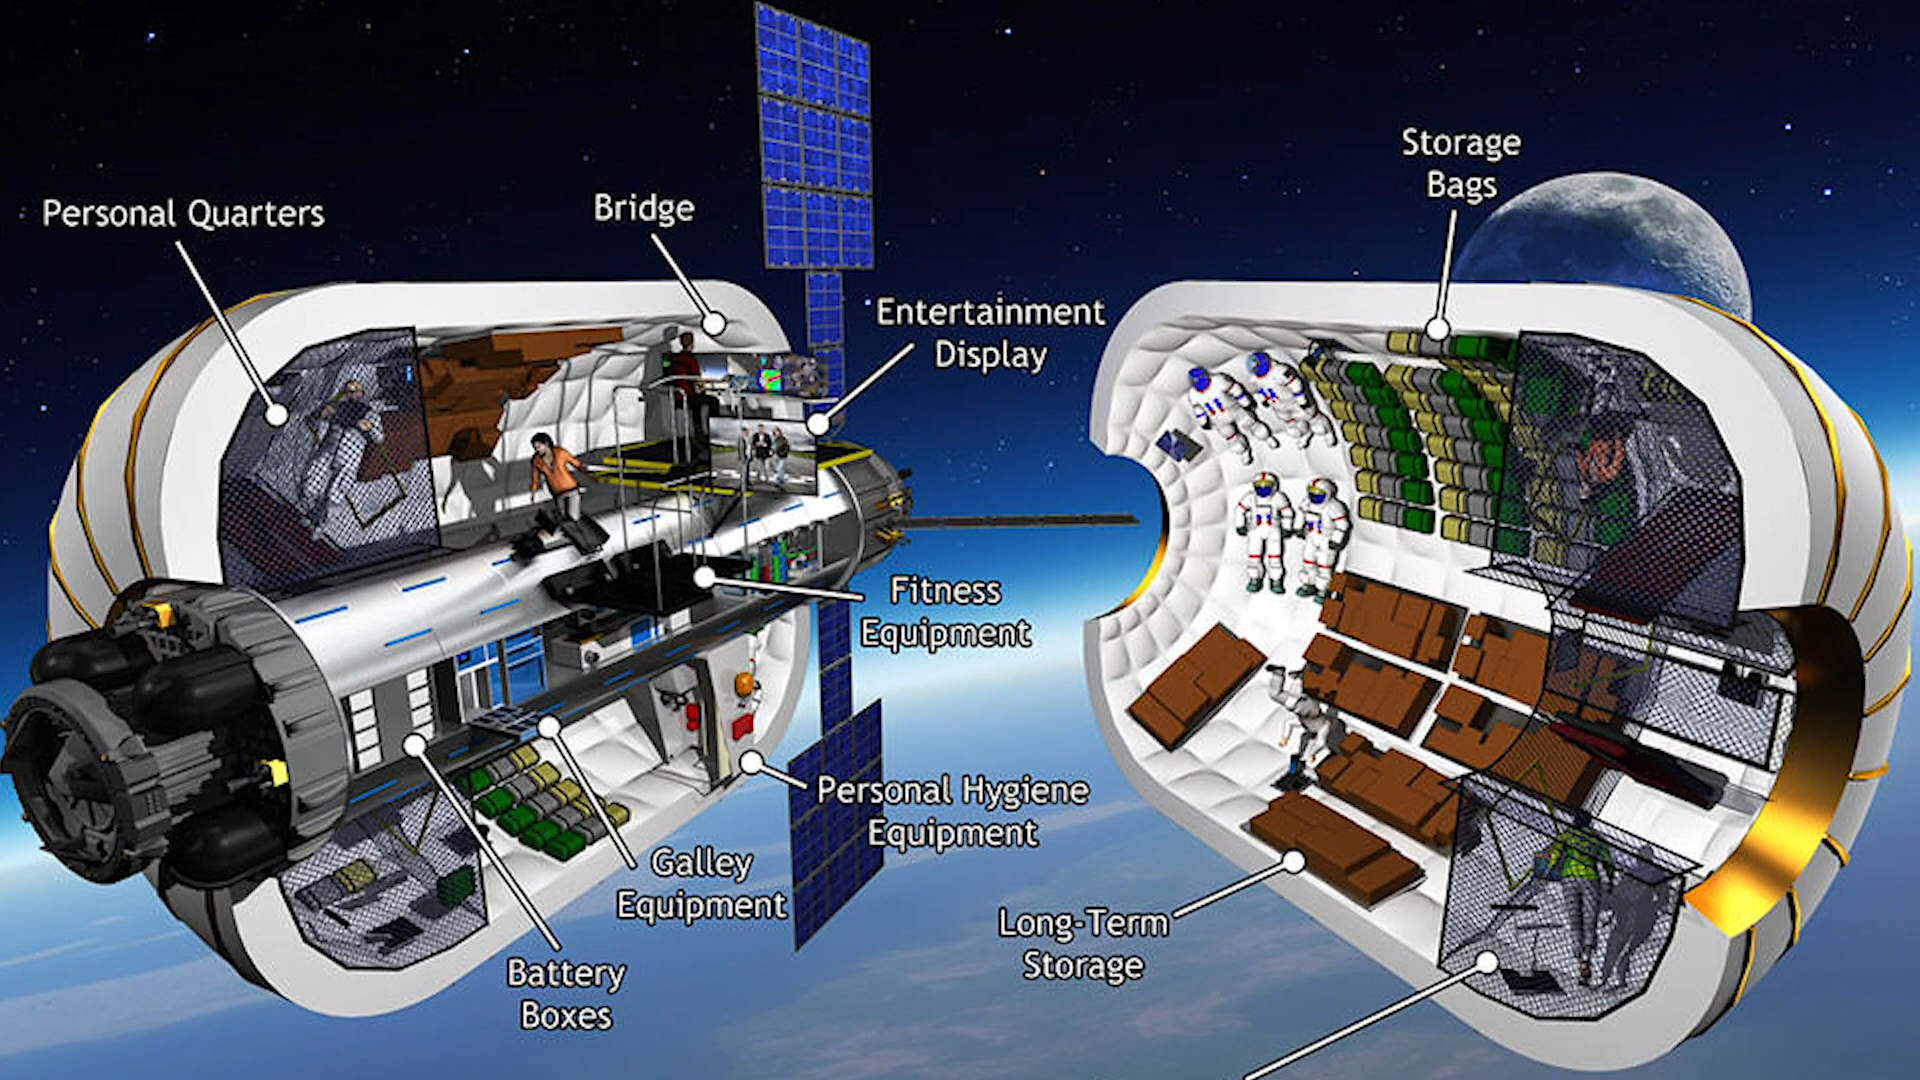 Personal Quarters
Bridge
Storage
Bags
Entertainment
Display
Fitness
Equipment
Personal Hygiene
Equipment
Galley
Equipment
Long-Term
Storage
Battery
Boxes